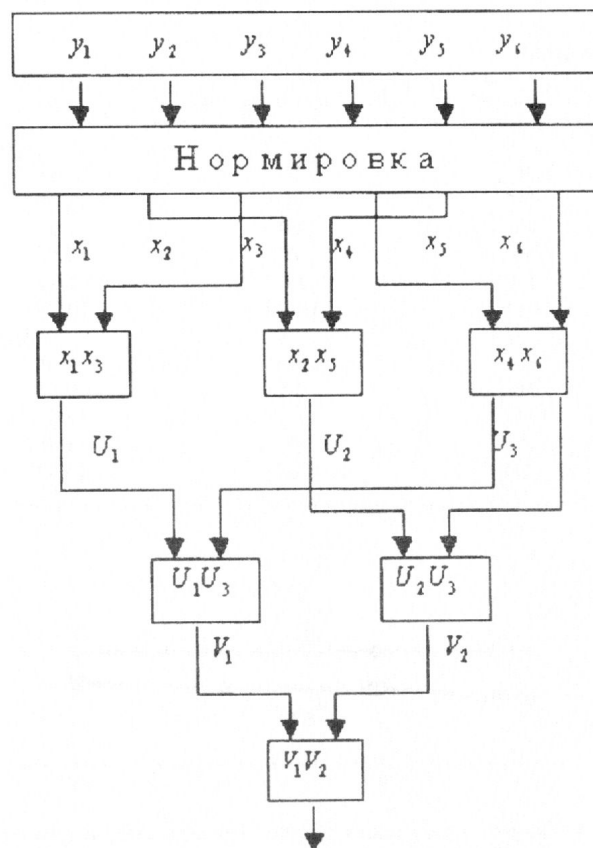 y₁ y₂ y₃ y₄ y₅ y₆
Нормировка
x₁ x₂ x₃ x₄ x₅ x₆
x₁x₃ x₂x₅ x₄x₆
U₁ U₂ U₃
U₁U₃ U₂U₃
V₁ V₂
V₁V₂